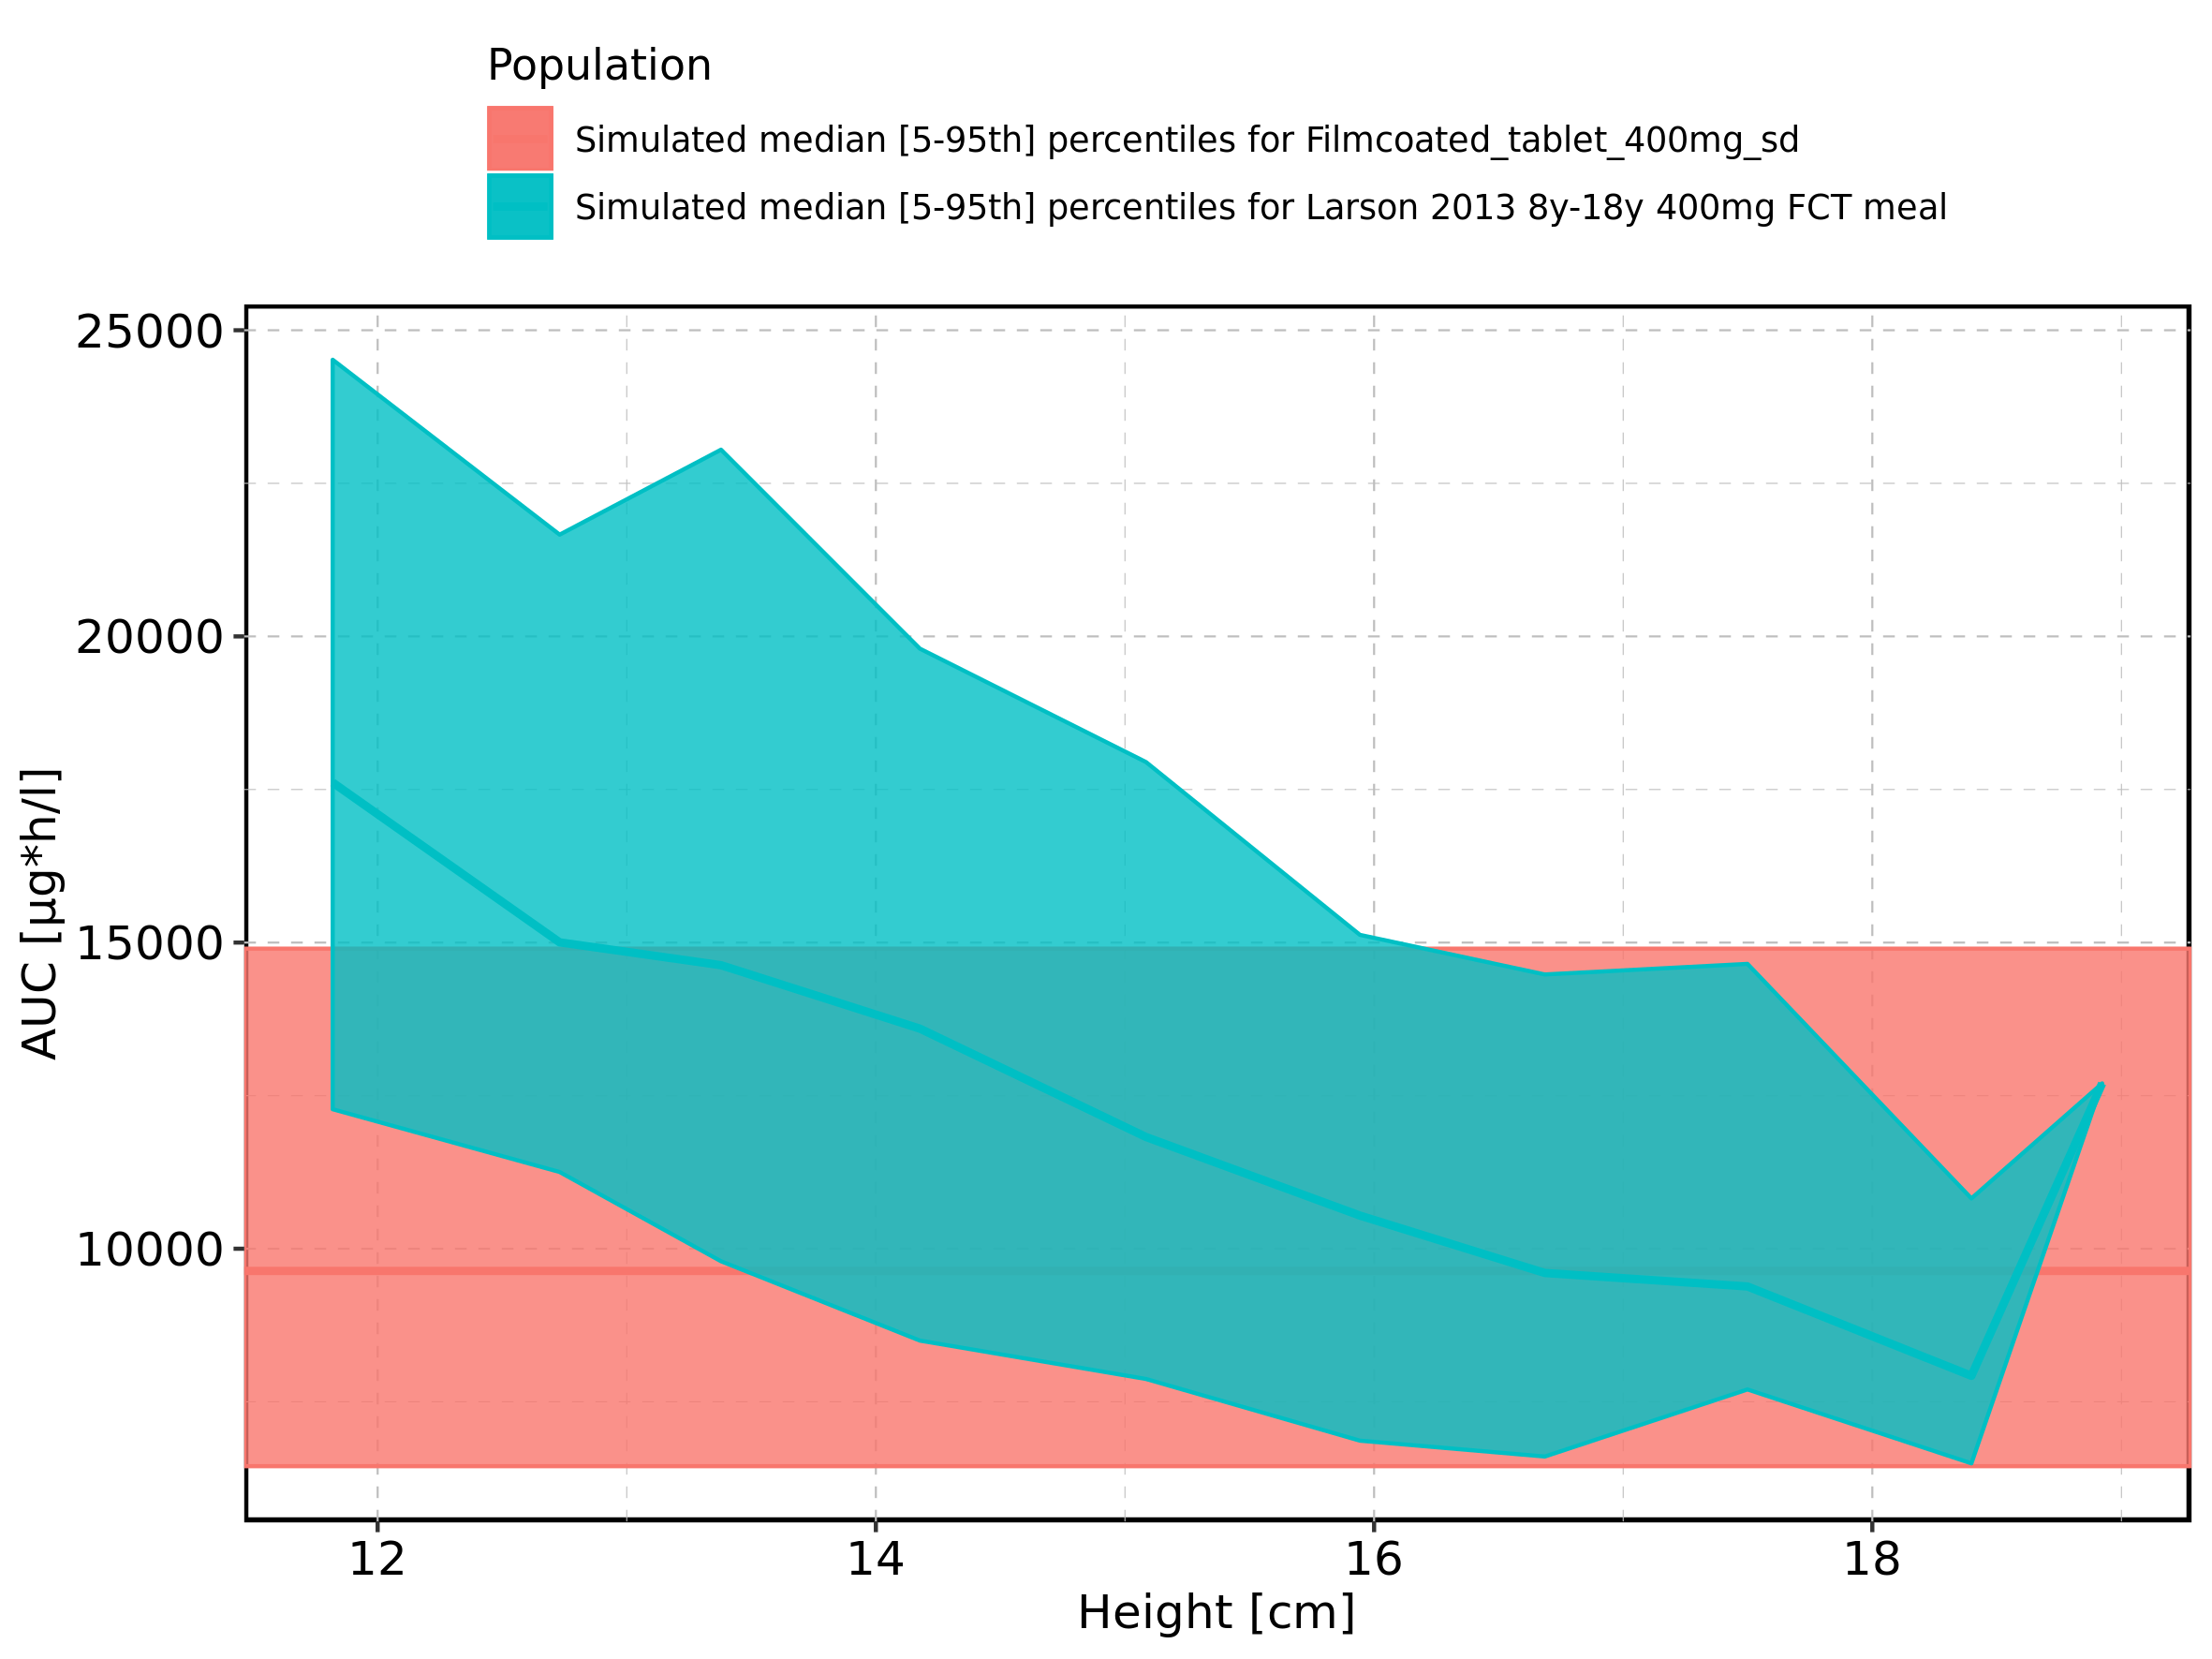 Population
Simulated median [5-95th] percentiles for Filmcoated_tablet_400mg_sd
Simulated median [5-95th] percentiles for Larson 2013 8y-18y 400mg FCT meal
25000
20000
15000
10000
AUC [µg*h/l]
12 14 16 18
Height [cm]